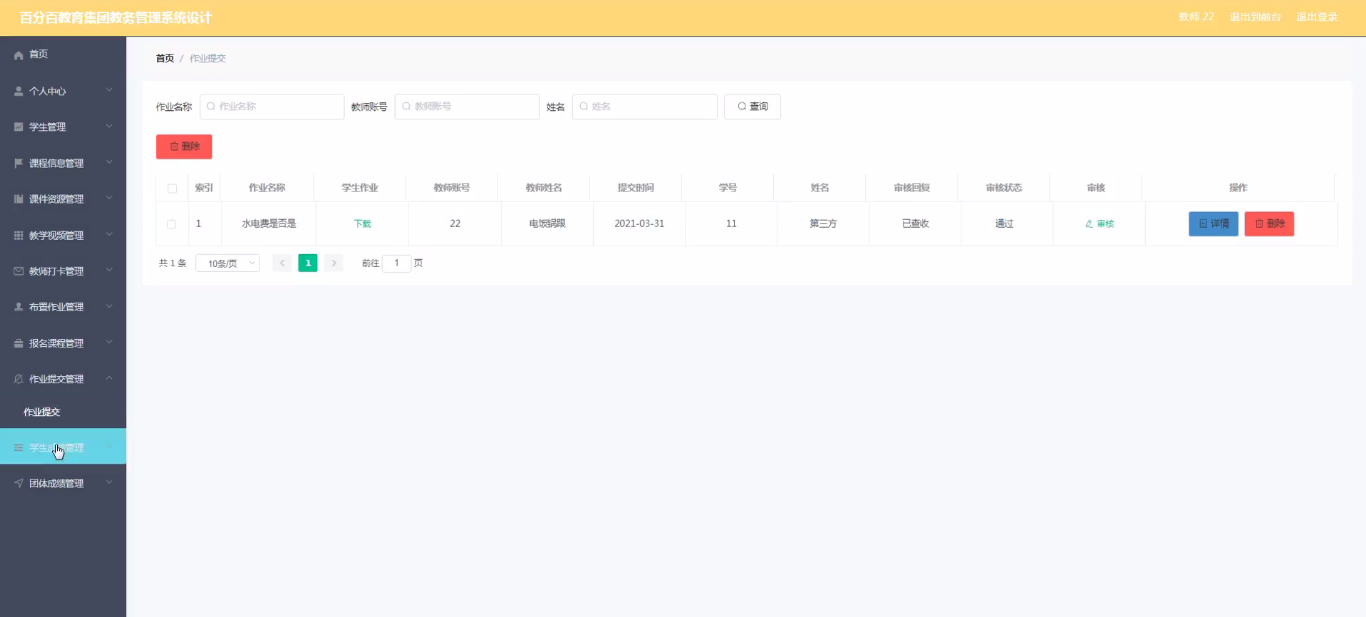 百分百教育集团教务管理系统设计
教师 22 退出到前台 退出登录
首页
个人中心
学生管理
课程信息管理
课件资源管理
教学视频管理
教师打卡管理
布置作业管理
报名课程管理
作业提交管理
作业提交
学生成绩管理
团体成绩管理
首页 / 作业提交
作业名称 作业名称 教师账号 教师账号 姓名 姓名 查询
删除
索引 作业名称 学生作业 教师账号 教师姓名 提交时间 学号 姓名 审核回复 审核状态 审核 操作
1 水电费是否是 下载 22 电饭锅跟 2021-03-31 11 第三方 已查收 通过 审核 详情 删除
共 1 条 10条/页 1 前往 1 页